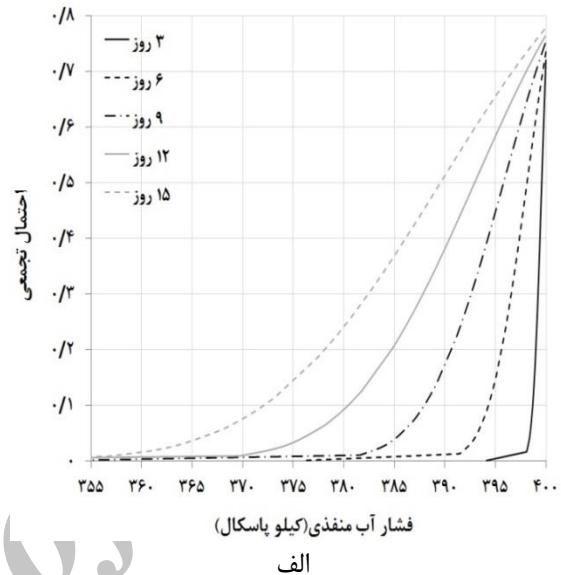 ۰/۸
۰/۷
۰/۶
۰/۵
۰/۴
۰/۳
۰/۲
۰/۱
۰
احتمال تجمعی
۳ روز
۶ روز
۹ روز
۱۲ روز
۱۵ روز
۳۵۵ ۳۶۰ ۳۶۵ ۳۷۰ ۳۷۵ ۳۸۰ ۳۸۵ ۳۹۰ ۳۹۵ ۴۰۰
فشار آب منفذی(کیلو پاسکال)
الف